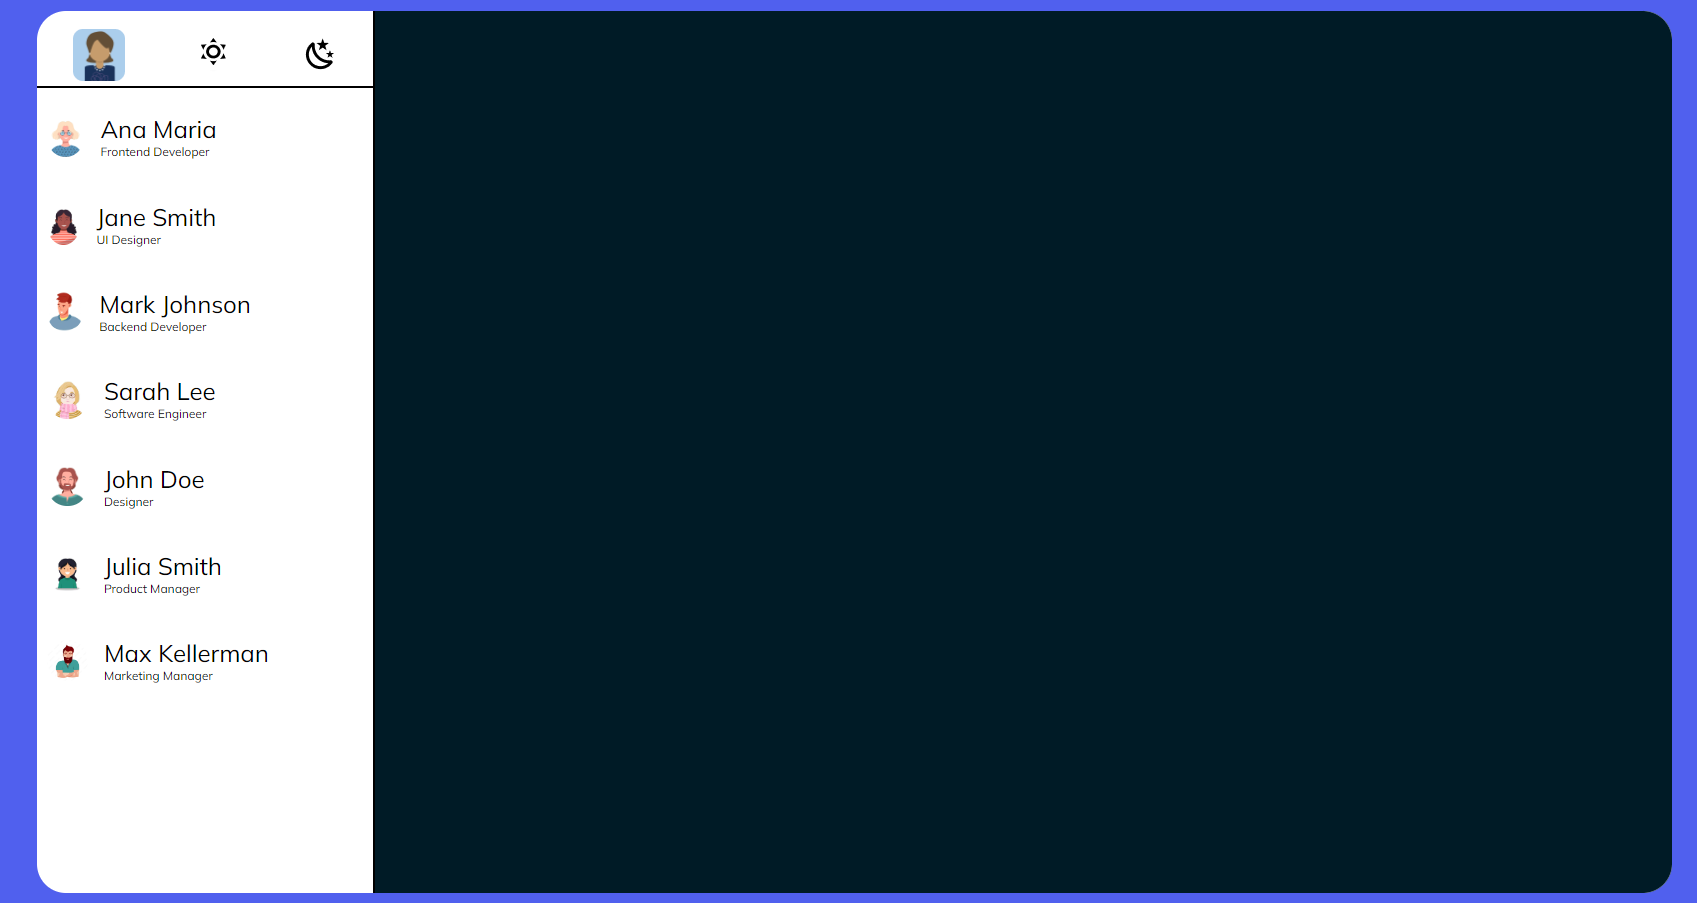 Ana Maria
Frontend Developer
Jane Smith
UI Designer
Mark Johnson
Backend Developer
Sarah Lee
Software Engineer
John Doe
Designer
Julia Smith
Product Manager
Max Kellerman
Marketing Manager